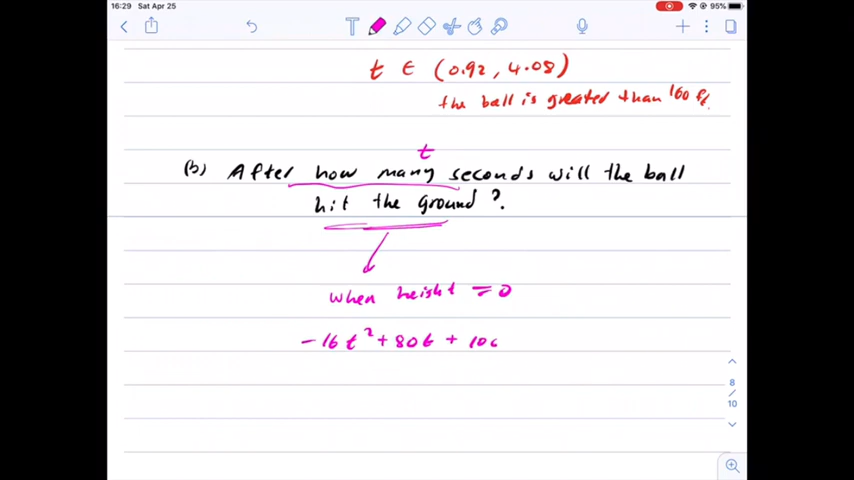 16:29 Sat Apr 25
95%
t ∈ (0.92, 4.08)
the ball is greated than 160 ft.
t
(b) After how many seconds will the ball
hit the ground ?.
when height = 0
-16t² + 80t + 100
8
/
10